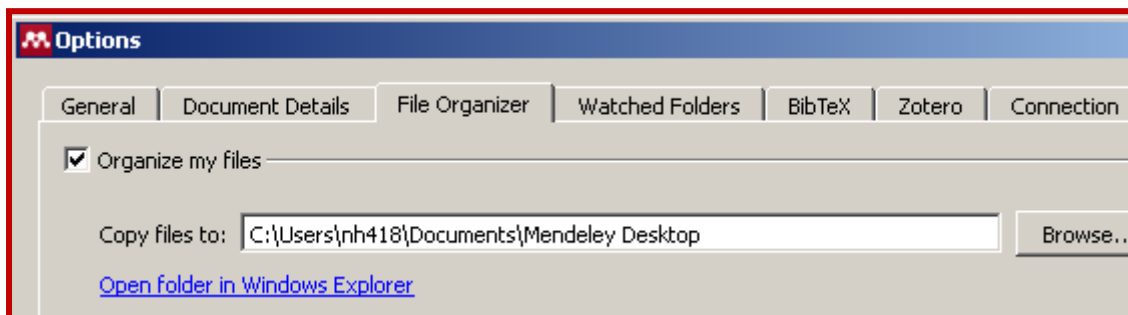 Options
General Document Details File Organizer Watched Folders BibTeX Zotero Connection
Organize my files
Copy files to: C:\Users\nh418\Documents\Mendeley Desktop Browse..
Open folder in Windows Explorer